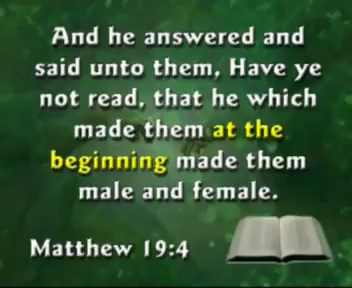 And he answered and
said unto them, Have ye
not read, that he which
made them at the
beginning made them
male and female.
Matthew 19:4